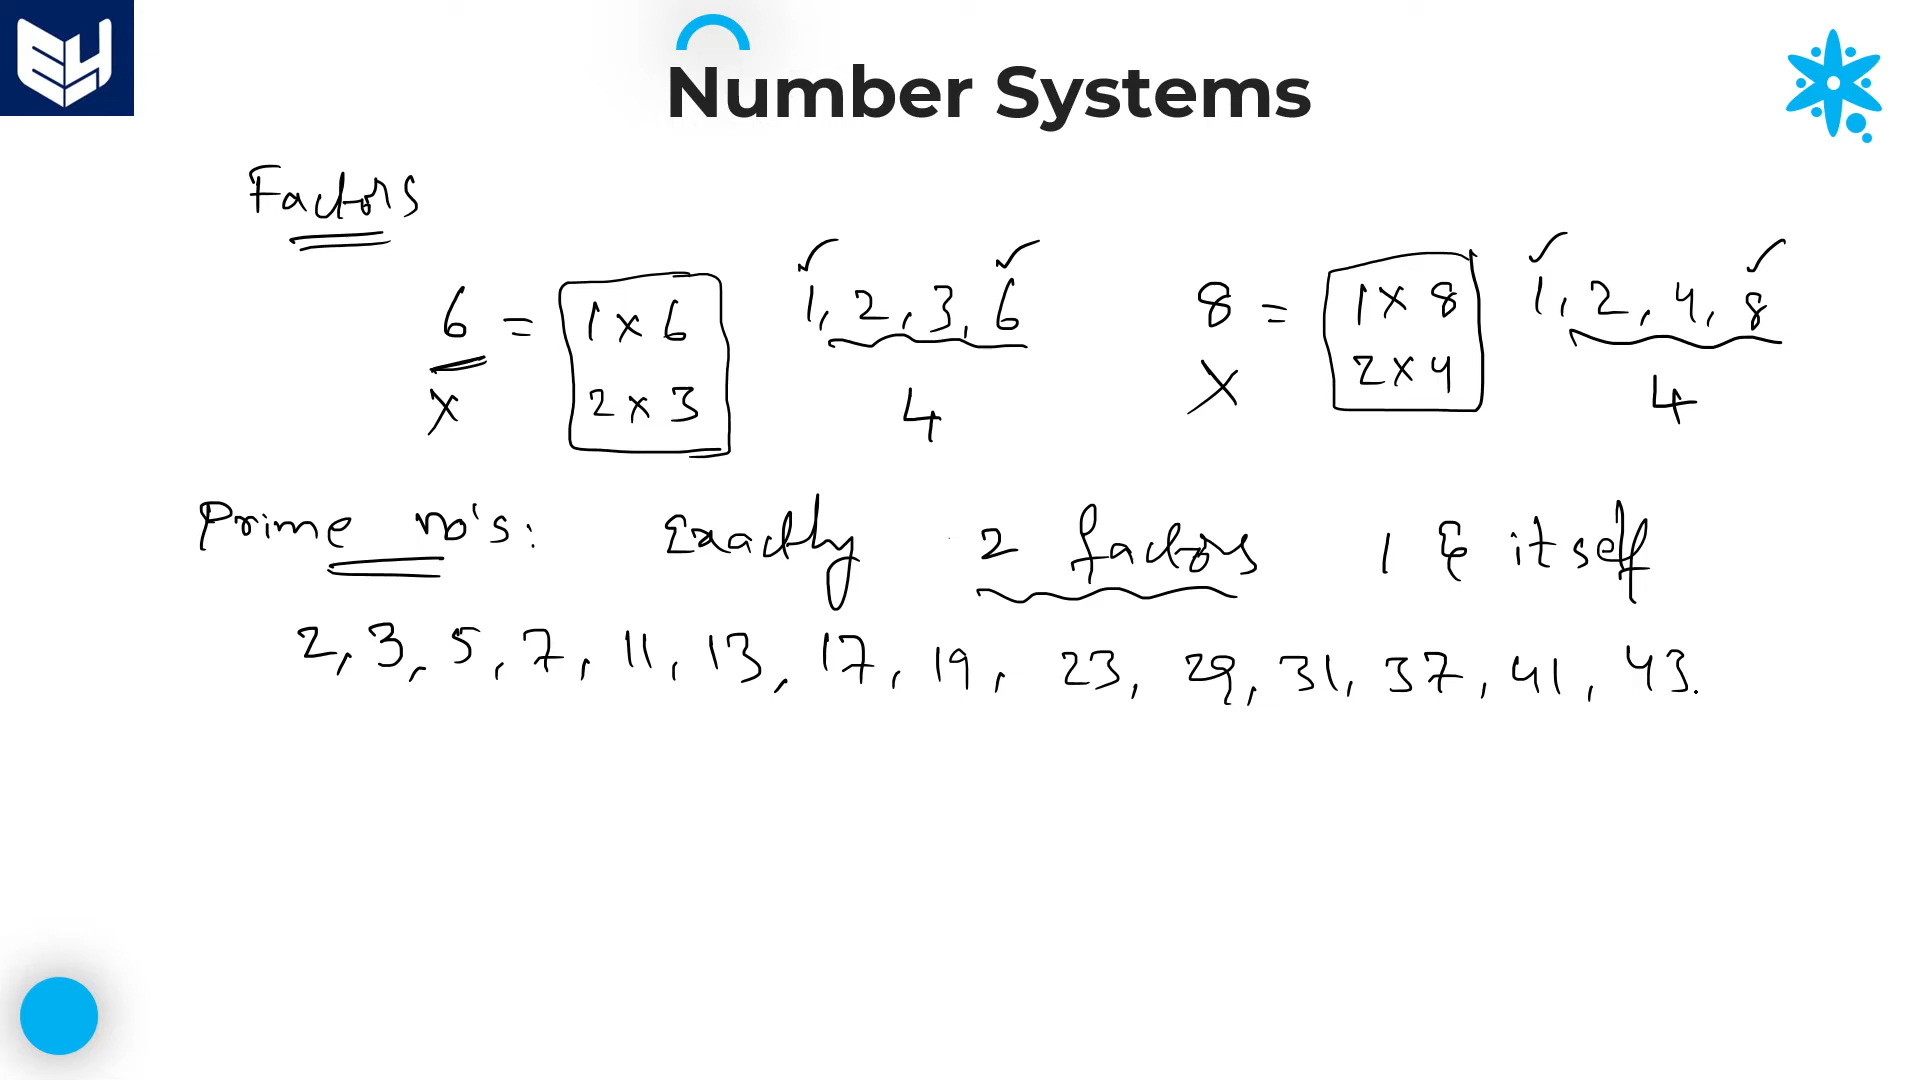 E4
Number Systems
Factors
6 = 1 x 6 1, 2, 3, 6 8 = 1 x 8 1, 2, 4, 8
x 2 x 3 4 X 2 x 4 4
Prime no's: Exactly 2 factors 1 & itself
2, 3, 5, 7, 11, 13, 17, 19, 23, 29, 31, 37, 41, 43.